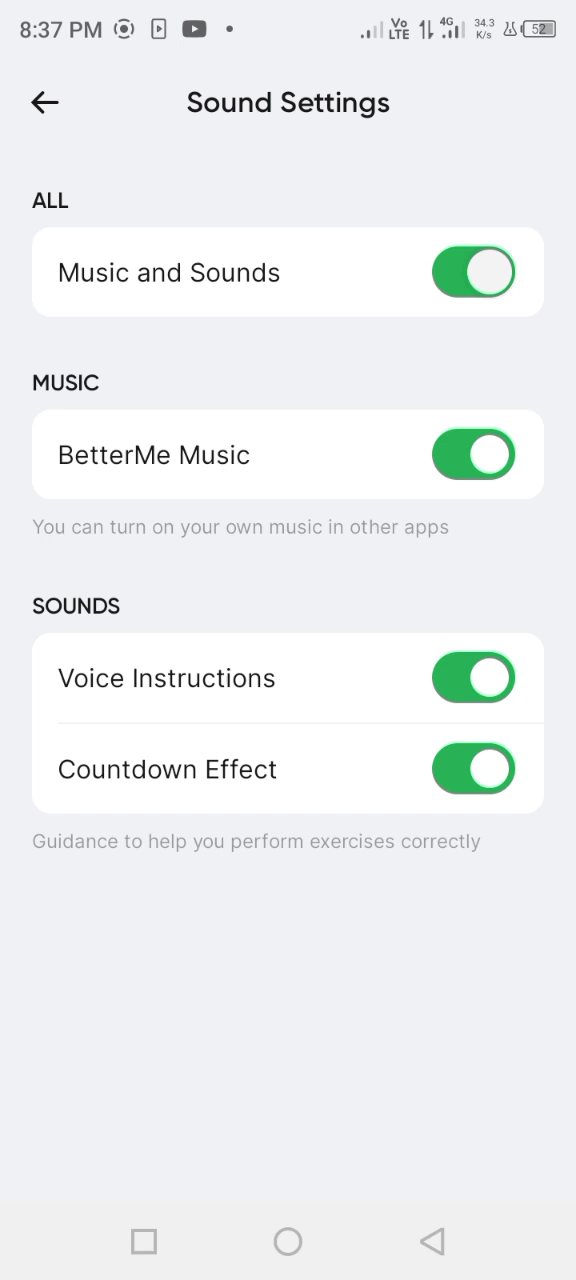 8:37 PM Vo LTE 4G 34.3 K/s 52
Sound Settings
ALL
Music and Sounds
MUSIC
BetterMe Music
You can turn on your own music in other apps
SOUNDS
Voice Instructions
Countdown Effect
Guidance to help you perform exercises correctly